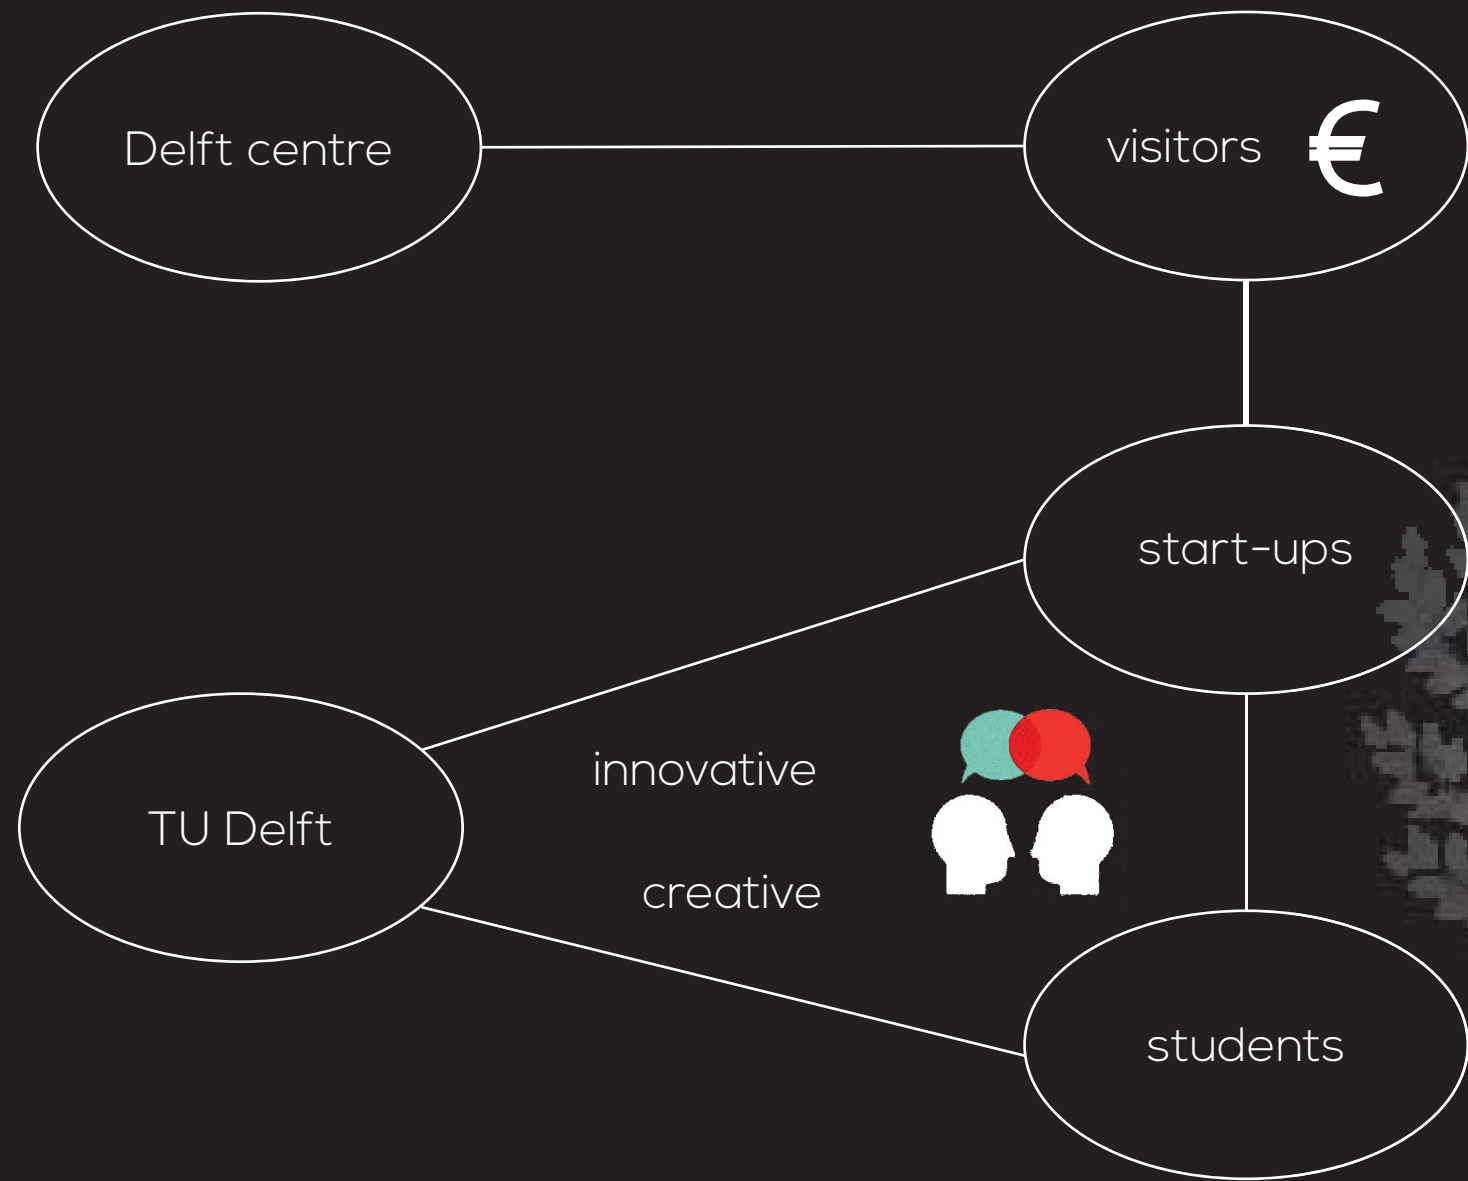 Delft centre
visitors €
start-ups
innovative
TU Delft
creative
students